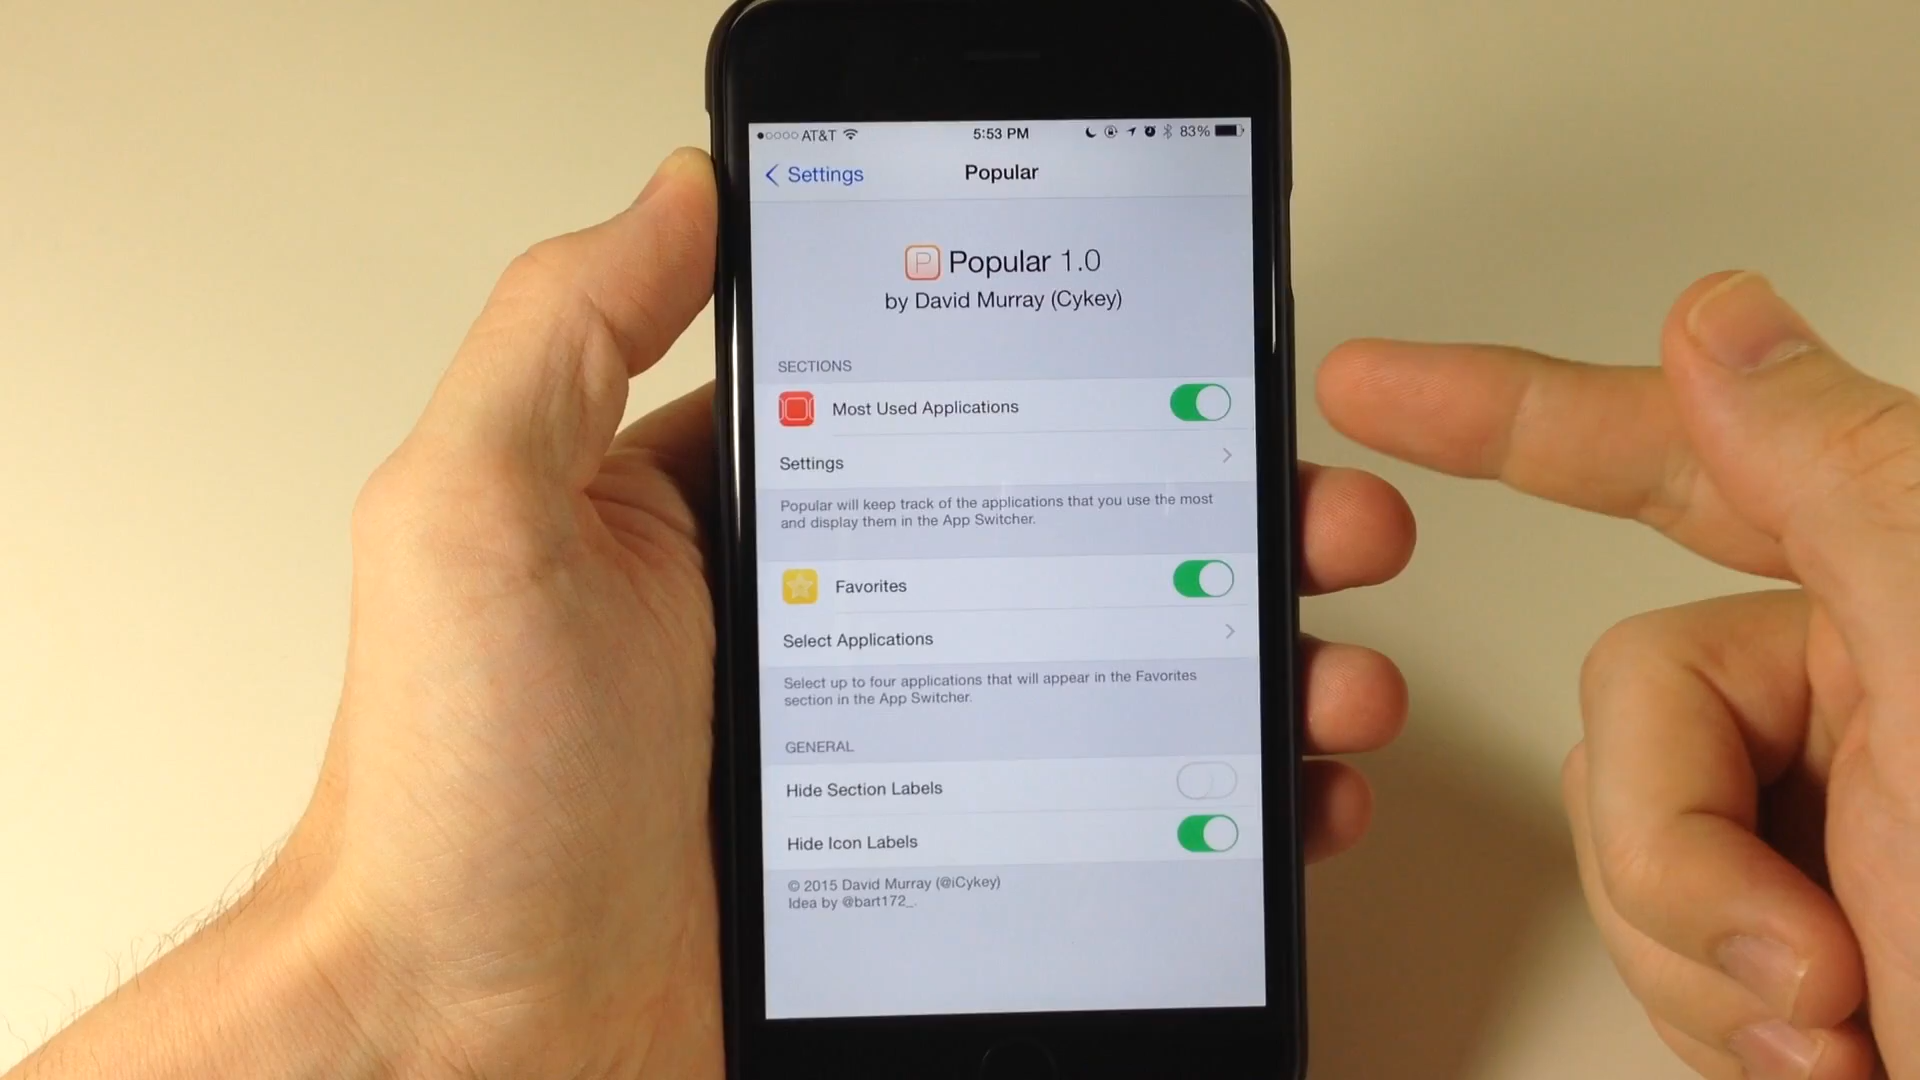 AT&T 5:53 PM 83%
Settings Popular
P Popular 1.0
by David Murray (Cykey)
SECTIONS
Most Used Applications
Settings
Popular will keep track of the applications that you use the most
and display them in the App Switcher.
Favorites
Select Applications
Select up to four applications that will appear in the Favorites
section in the App Switcher.
GENERAL
Hide Section Labels
Hide Icon Labels
© 2015 David Murray (@iCykey)
Idea by @bart172_.